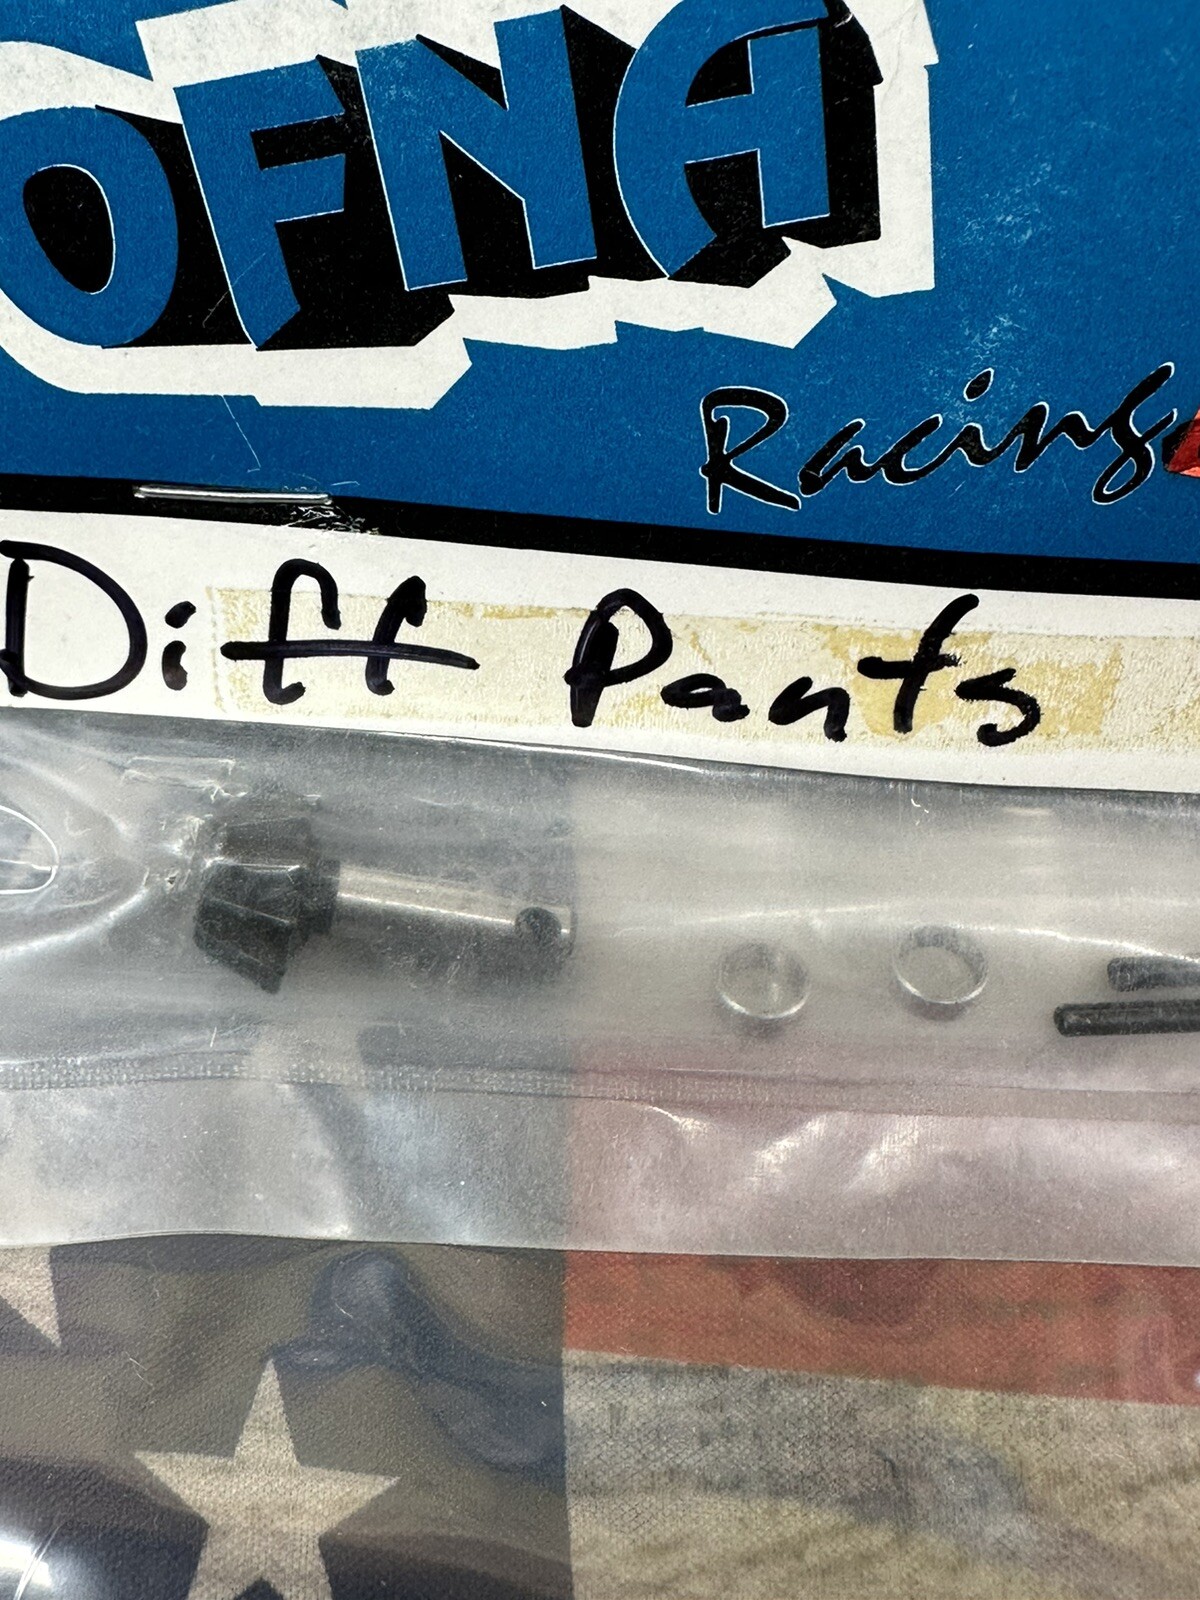 OFNA
Racing
Diff Parts